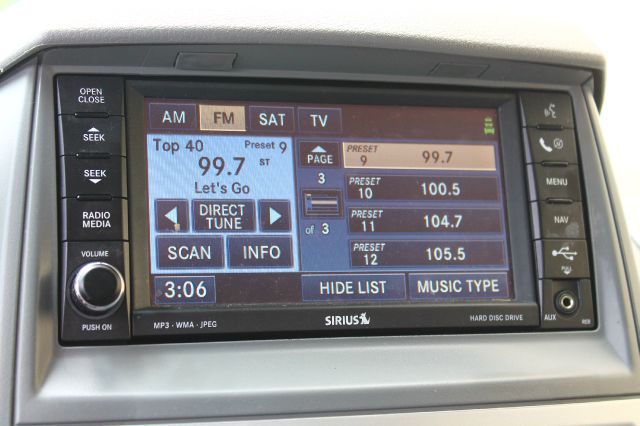 OPEN
CLOSE
SEEK
SEEK
RADIO
MEDIA
VOLUME
PUSH ON
AM FM SAT TV
Top 40 Preset 9
99.7 ST
Let's Go
DIRECT
TUNE
SCAN INFO
3:06
PAGE
3
of 3
PRESET
9 99.7
PRESET
10 100.5
PRESET
11 104.7
PRESET
12 105.5
HIDE LIST MUSIC TYPE
MENU
NAV
PULL
AUX
RER
MP3 · WMA · JPEG
SIRIUS
HARD DISC DRIVE